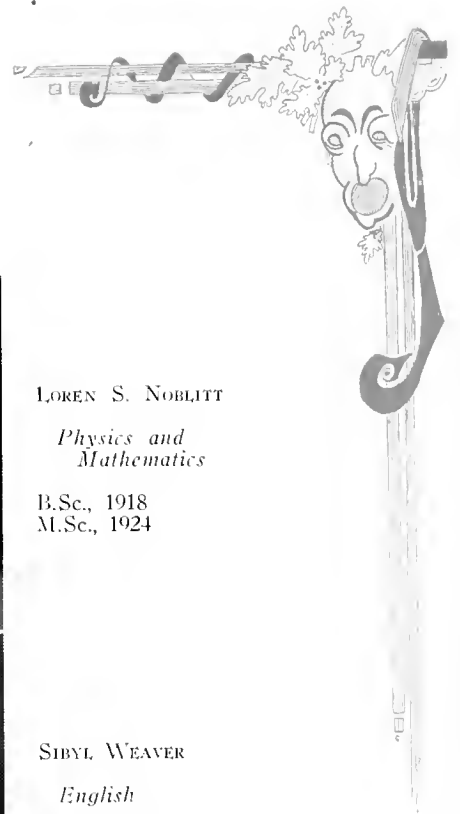 LOREN S. NOBLITT
Physics and
Mathematics
B.Sc., 1918
M.Sc., 1924
SIBYL WEAVER
English